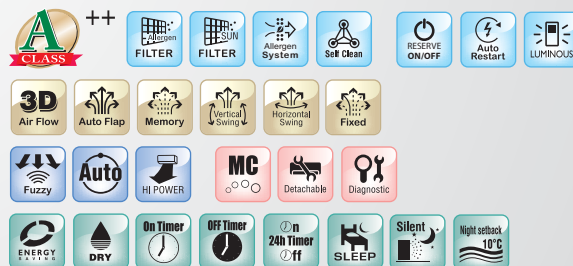 A ++
CLASS
Allergen
FILTER
SUN
FILTER
Allergen
System
Self Clean
RESERVE
ON/OFF
Auto
Restart
LUMINOUS
3D
Air Flow
Auto Flap
Memory
Vertical
Swing
Horizontal
Swing
Fixed
Fuzzy
Auto
HI POWER
MC
Detachable
Diagnostic
ENERGY
SAVING
DRY
On Timer
OFF Timer
On
24h Timer
Off
SLEEP
Silent
Night setback
10°C